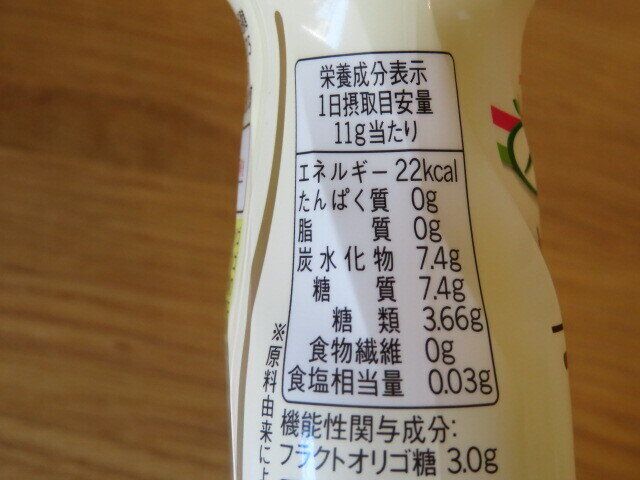 栄養成分表示
1日摂取目安量
11g当たり
エネルギー 22kcal
たんぱく質 0g
脂質 0g
炭水化物 7.4g
糖質 7.4g
糖類 3.66g
食物繊維 0g
食塩相当量 0.03g
機能性関与成分:
フラクトオリゴ糖 3.0g
※原料由来によ